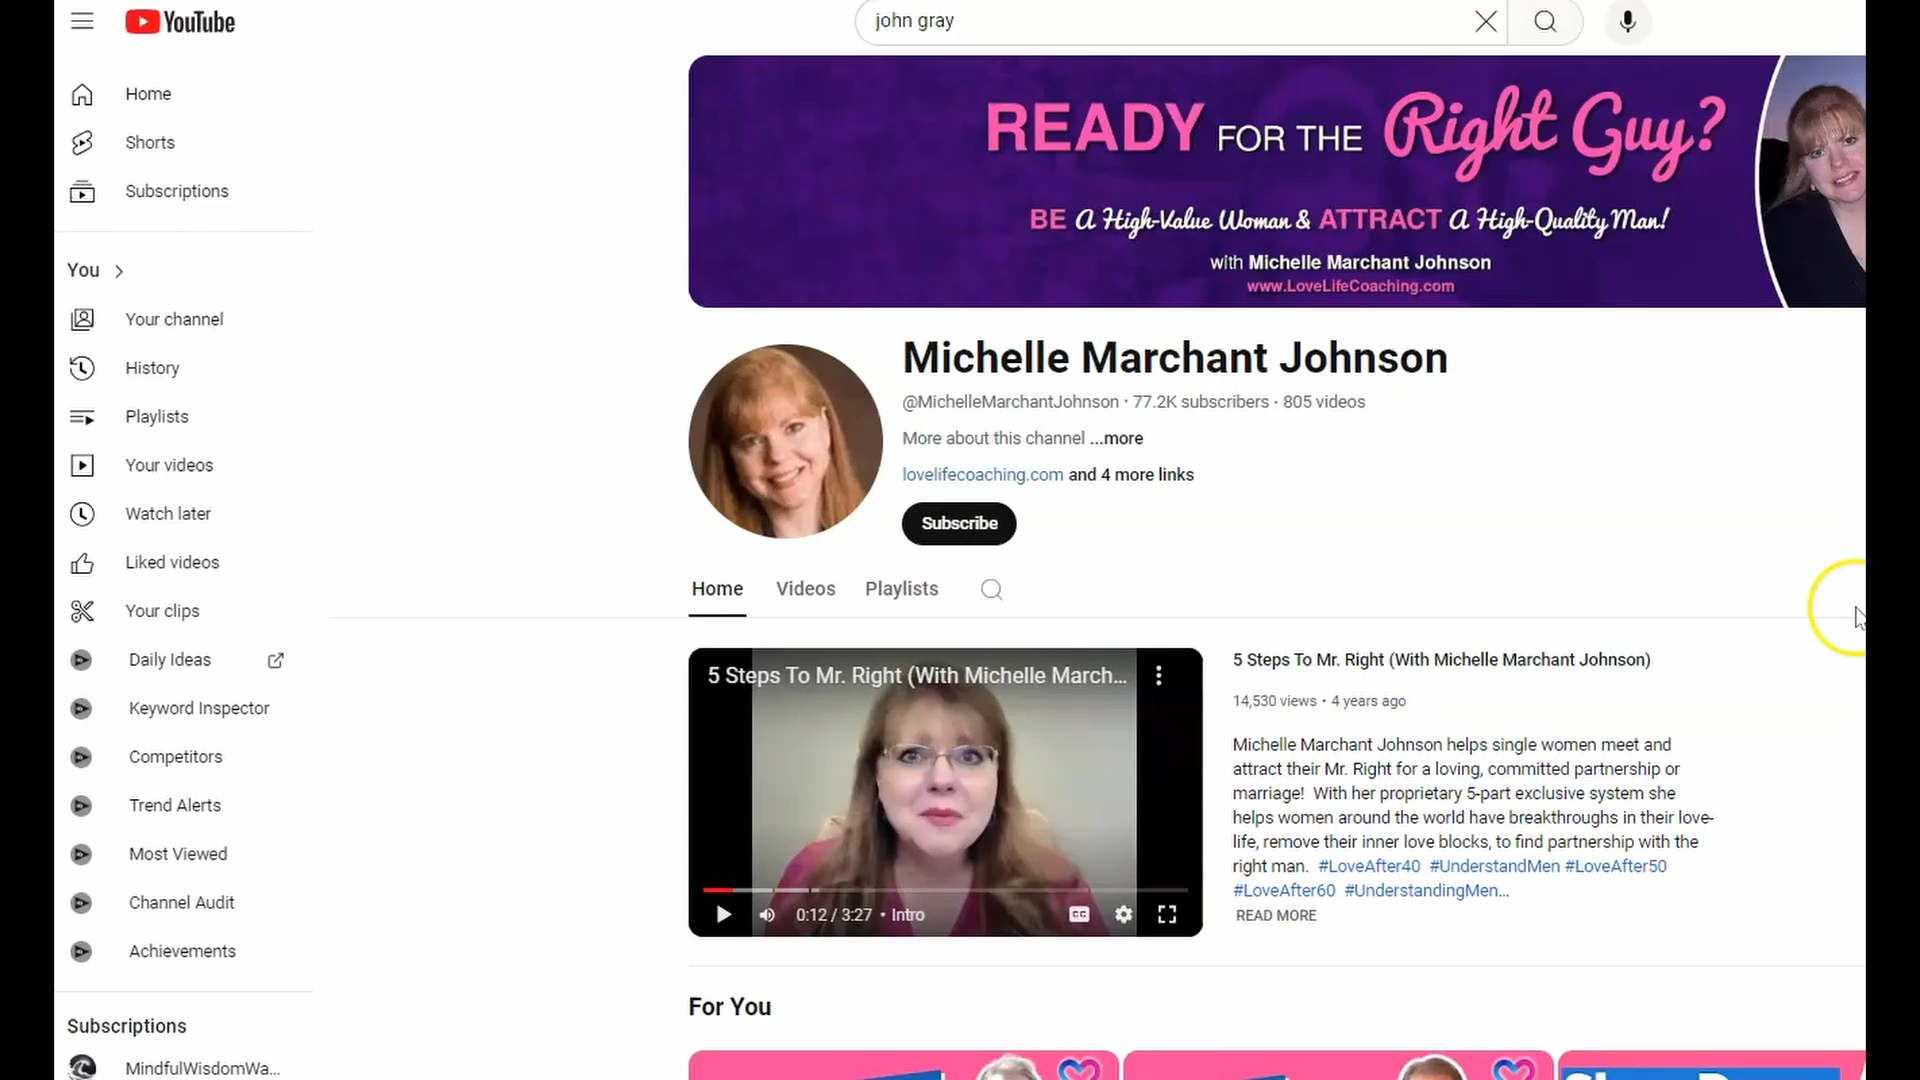 YouTube
john gray
Home
Shorts
Subscriptions
You
Your channel
History
Playlists
Your videos
Watch later
Liked videos
Your clips
Daily Ideas
Keyword Inspector
Competitors
Trend Alerts
Most Viewed
Channel Audit
Achievements
Subscriptions
MindfulWisdomWa...
READY FOR THE Right Guy?
BE A High-Value Woman & ATTRACT A High-Quality Man!
with Michelle Marchant Johnson
www.LoveLifeCoaching.com
Michelle Marchant Johnson
@MichelleMarchantJohnson · 77.2K subscribers · 805 videos
More about this channel ...more
lovelifecoaching.com and 4 more links
Subscribe
Home Videos Playlists
5 Steps To Mr. Right (With Michelle March...
0:12 / 3:27 • Intro
CC
5 Steps To Mr. Right (With Michelle Marchant Johnson)
14,530 views • 4 years ago
Michelle Marchant Johnson helps single women meet and
attract their Mr. Right for a loving, committed partnership or
marriage! With her proprietary 5-part exclusive system she
helps women around the world have breakthroughs in their love-
life, remove their inner love blocks, to find partnership with the
right man. #LoveAfter40 #UnderstandMen #LoveAfter50
#LoveAfter60 #UnderstandingMen...
READ MORE
For You